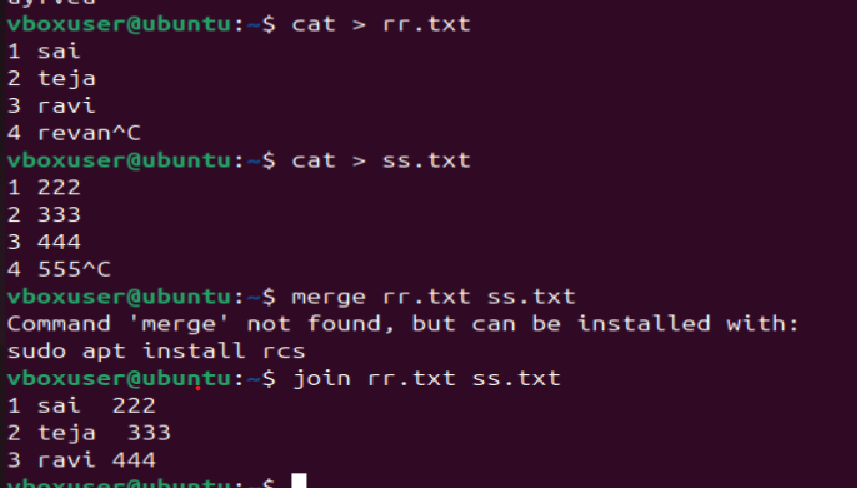 vboxuser@ubuntu:~$ cat > rr.txt
1 sai
2 teja
3 ravi
4 revan^C
vboxuser@ubuntu:~$ cat > ss.txt
1 222
2 333
3 444
4 555^C
vboxuser@ubuntu:~$ merge rr.txt ss.txt
Command 'merge' not found, but can be installed with:
sudo apt install rcs
vboxuser@ubuntu:~$ join rr.txt ss.txt
1 sai  222
2 teja  333
3 ravi 444
vboxuser@ubuntu:~$